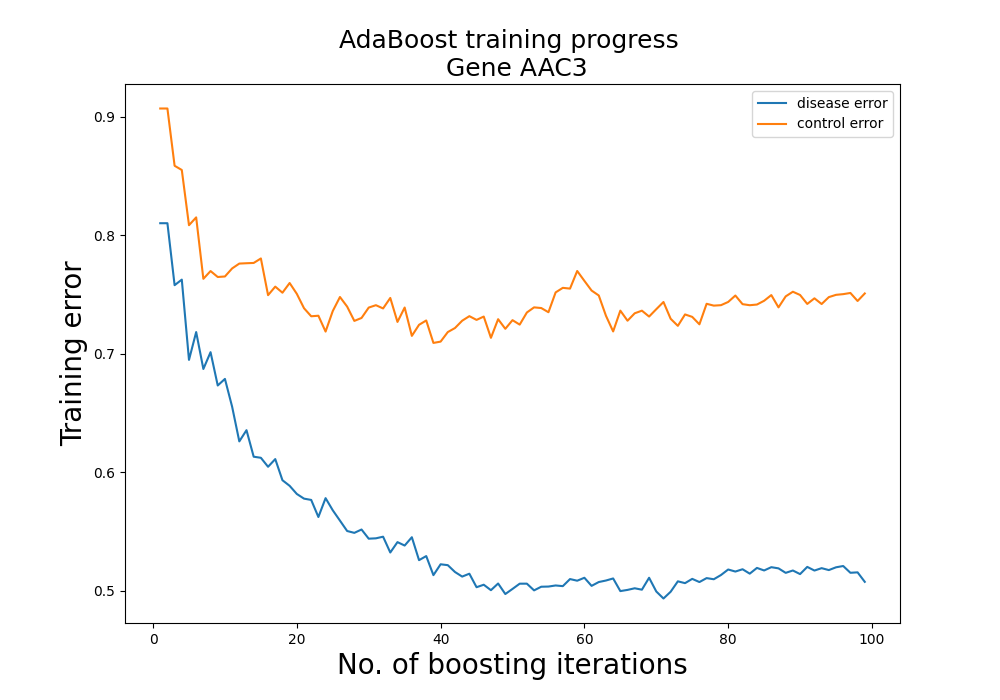 AdaBoost training progress
Gene AAC3
disease error
control error
Training error
0.9
0.8
0.7
0.6
0.5
0
20
40
60
80
100
No. of boosting iterations